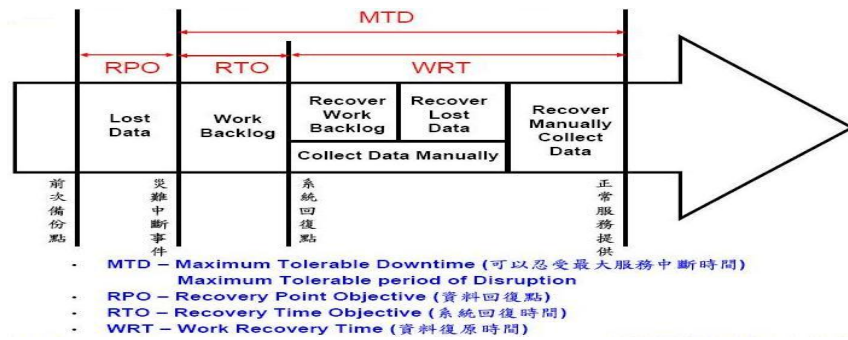 MTD
RPO
RTO
WRT
Lost
Data
Work
Backlog
Recover
Work
Backlog
Recover
Lost
Data
Collect Data Manually
Recover
Manually
Collect
Data
前次備份點
災難中斷事件
系統回復點
正常服務提供
- MTD – Maximum Tolerable Downtime (可以忍受最大服務中斷時間)
Maximum Tolerable period of Disruption
- RPO – Recovery Point Objective (資料回復點)
- RTO – Recovery Time Objective (系統回復時間)
- WRT – Work Recovery Time (資料復原時間)